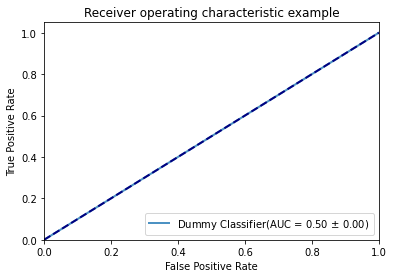 Receiver operating characteristic example
True Positive Rate
1.0
0.8
0.6
0.4
0.2
0.0
Dummy Classifier(AUC = 0.50 ± 0.00)
0.0 0.2 0.4 0.6 0.8 1.0
False Positive Rate